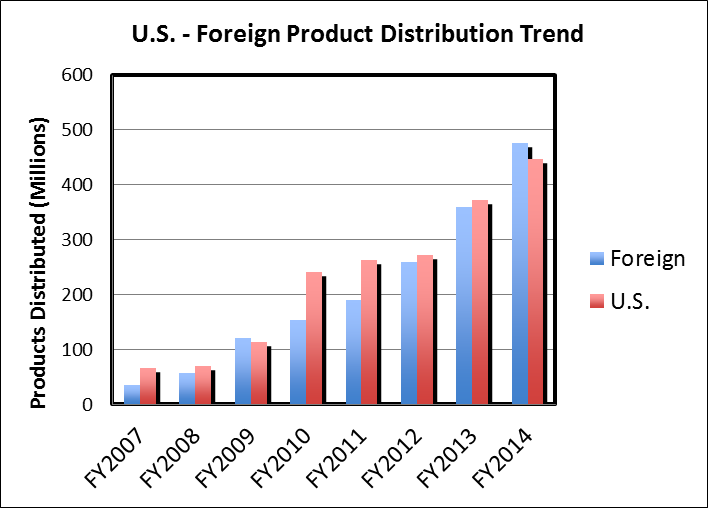 U.S. - Foreign Product Distribution Trend
Products Distributed (Millions)
600
500
400
300
200
100
0
FY2007
FY2008
FY2009
FY2010
FY2011
FY2012
FY2013
FY2014
Foreign
U.S.